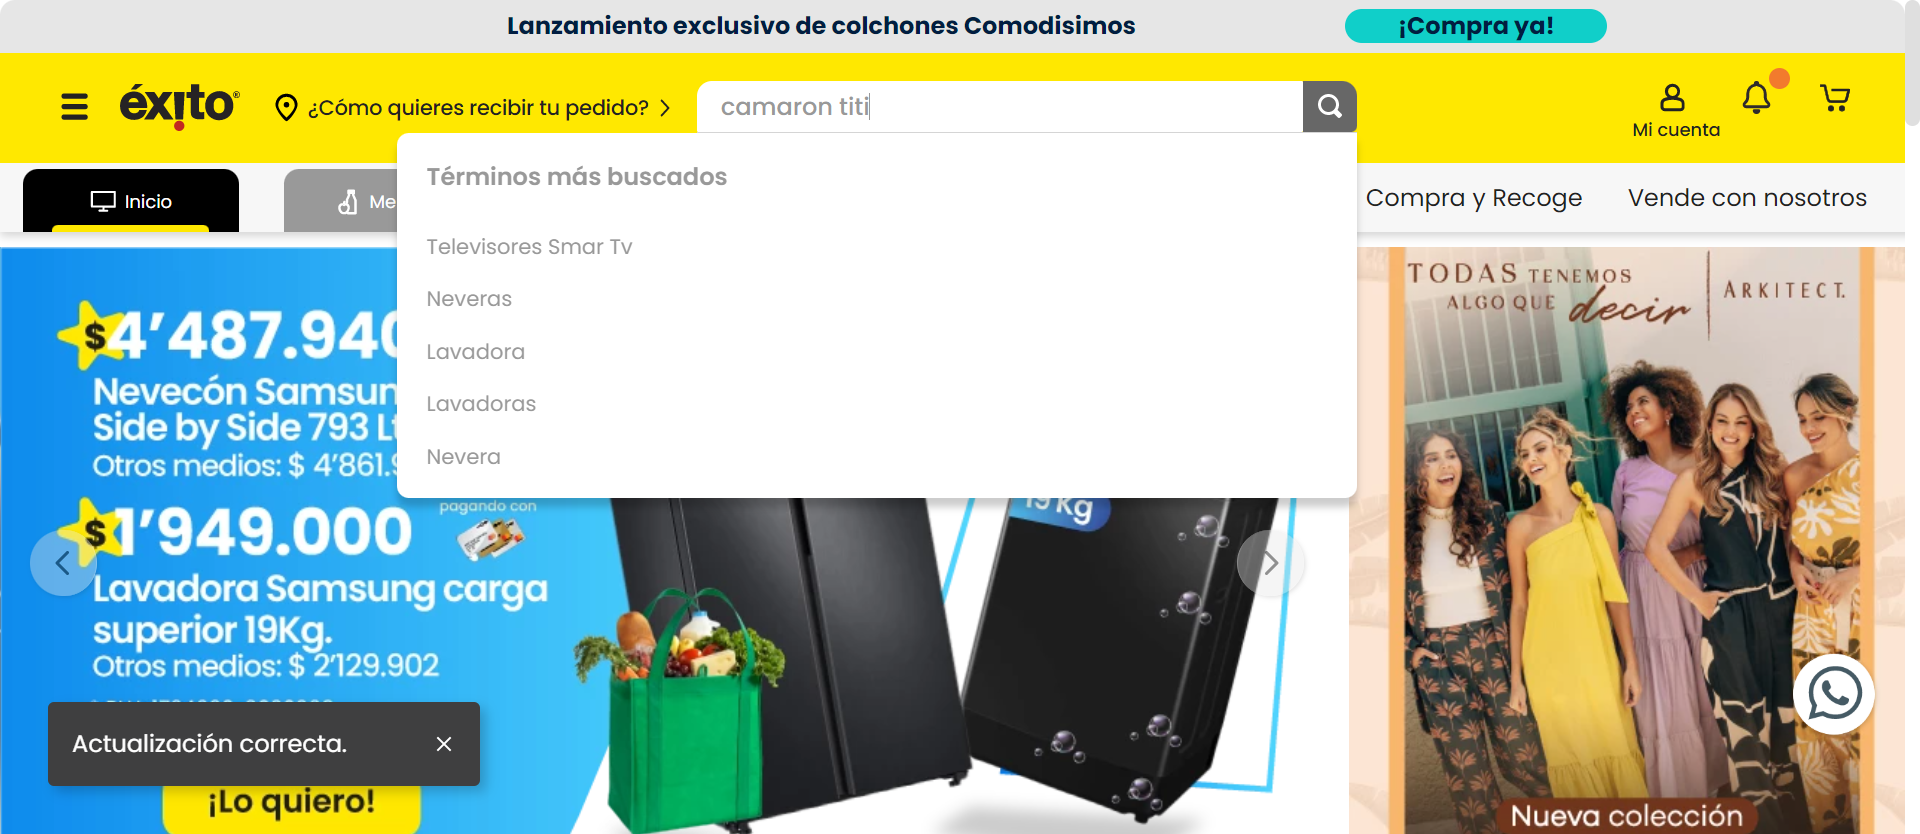 Lanzamiento exclusivo de colchones Comodisimos
¡Compra ya!
éxito
¿Cómo quieres recibir tu pedido?
camaron titi
Mi cuenta
Inicio
Me
Términos más buscados
Televisores Smar Tv
Neveras
Lavadora
Lavadoras
Nevera
Compra y Recoge
Vende con nosotros
$4'487.940
Nevecón Samsun
Side by Side 793 Lt
Otros medios: $ 4'861.9
pagando con
$1'949.000
Lavadora Samsung carga
superior 19Kg.
Otros medios: $ 2'129.902
19 Kg
Actualización correcta.
¡Lo quiero!
TODAS TENEMOS
ALGO QUE decir
ARKITECT.
Nueva colección